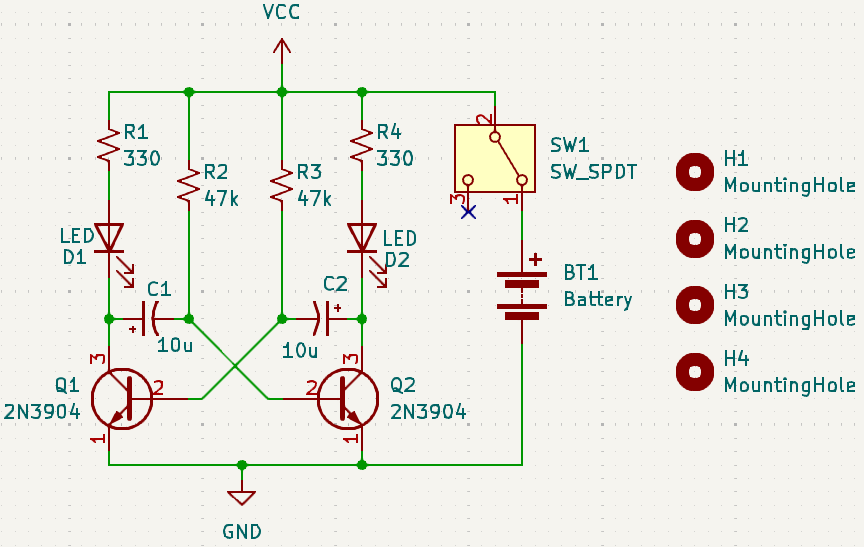 VCC
R1
330
R2
47k
R3
47k
R4
330
2
SW1
SW_SPDT
3
1
H1
MountingHole
H2
MountingHole
H3
MountingHole
H4
MountingHole
LED
D1
LED
D2
C1
+
10u
C2
+
10u
+
BT1
Battery
3
Q1
2N3904
2
1
3
2
Q2
2N3904
1
GND